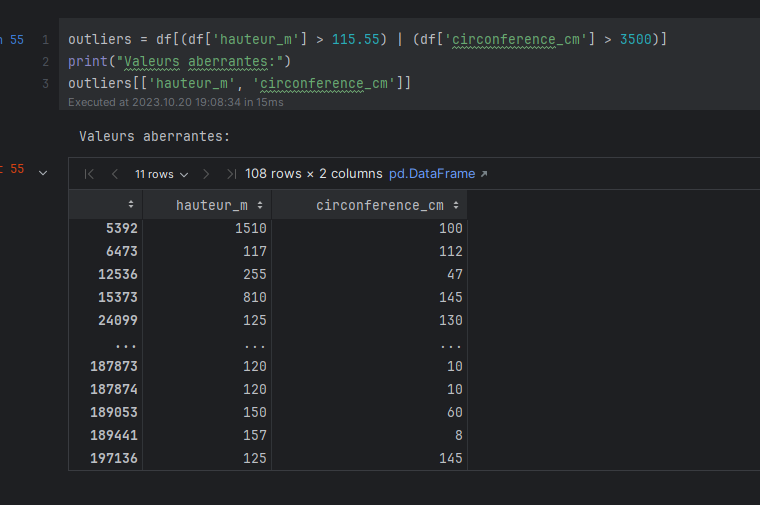 55 1 outliers = df[(df['hauteur_m'] > 115.55) | (df['circonference_cm'] > 3500)]
2 print("Valeurs aberrantes:")
3 outliers[['hauteur_m', 'circonference_cm']]
Executed at 2023.10.20 19:08:34 in 15ms
Valeurs aberrantes:
55
11 rows 108 rows × 2 columns pd.DataFrame
hauteur_m circonference_cm
5392 1510 100
6473 117 112
12536 255 47
15373 810 145
24099 125 130
... ... ...
187873 120 10
187874 120 10
189053 150 60
189441 157 8
197136 125 145